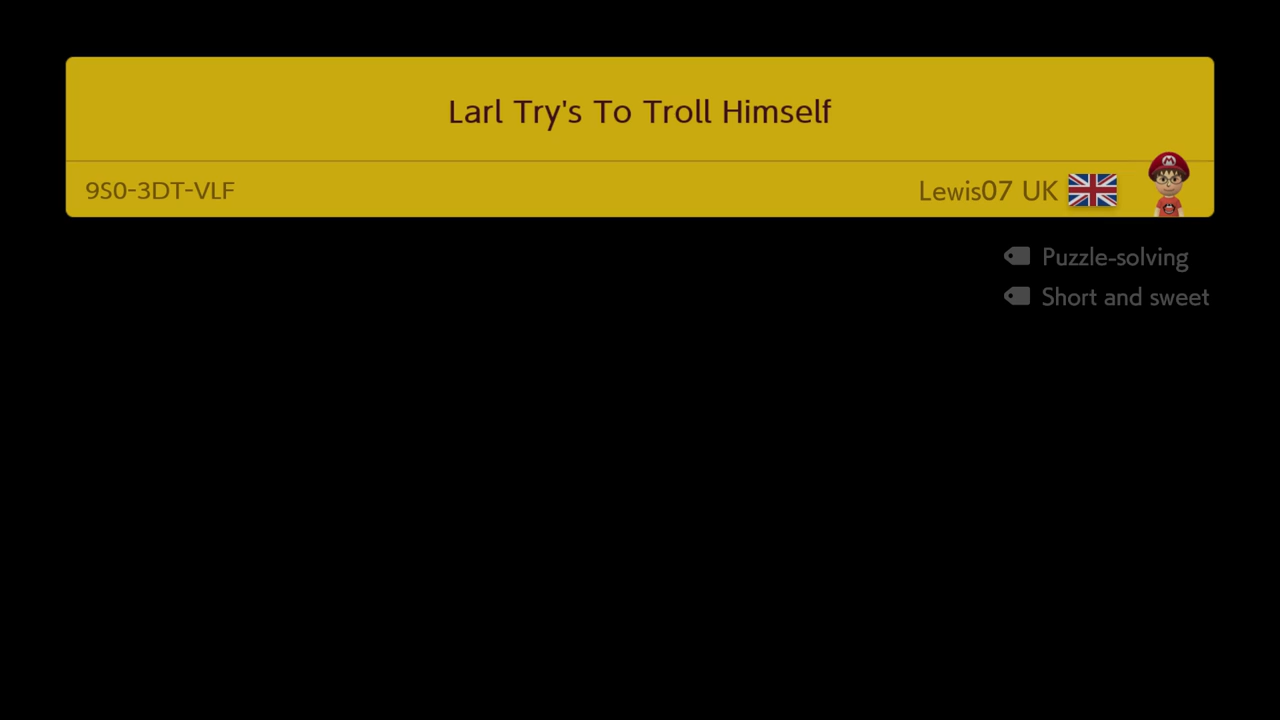 Larl Try's To Troll Himself
9S0-3DT-VLF
Lewis07 UK
Puzzle-solving
Short and sweet